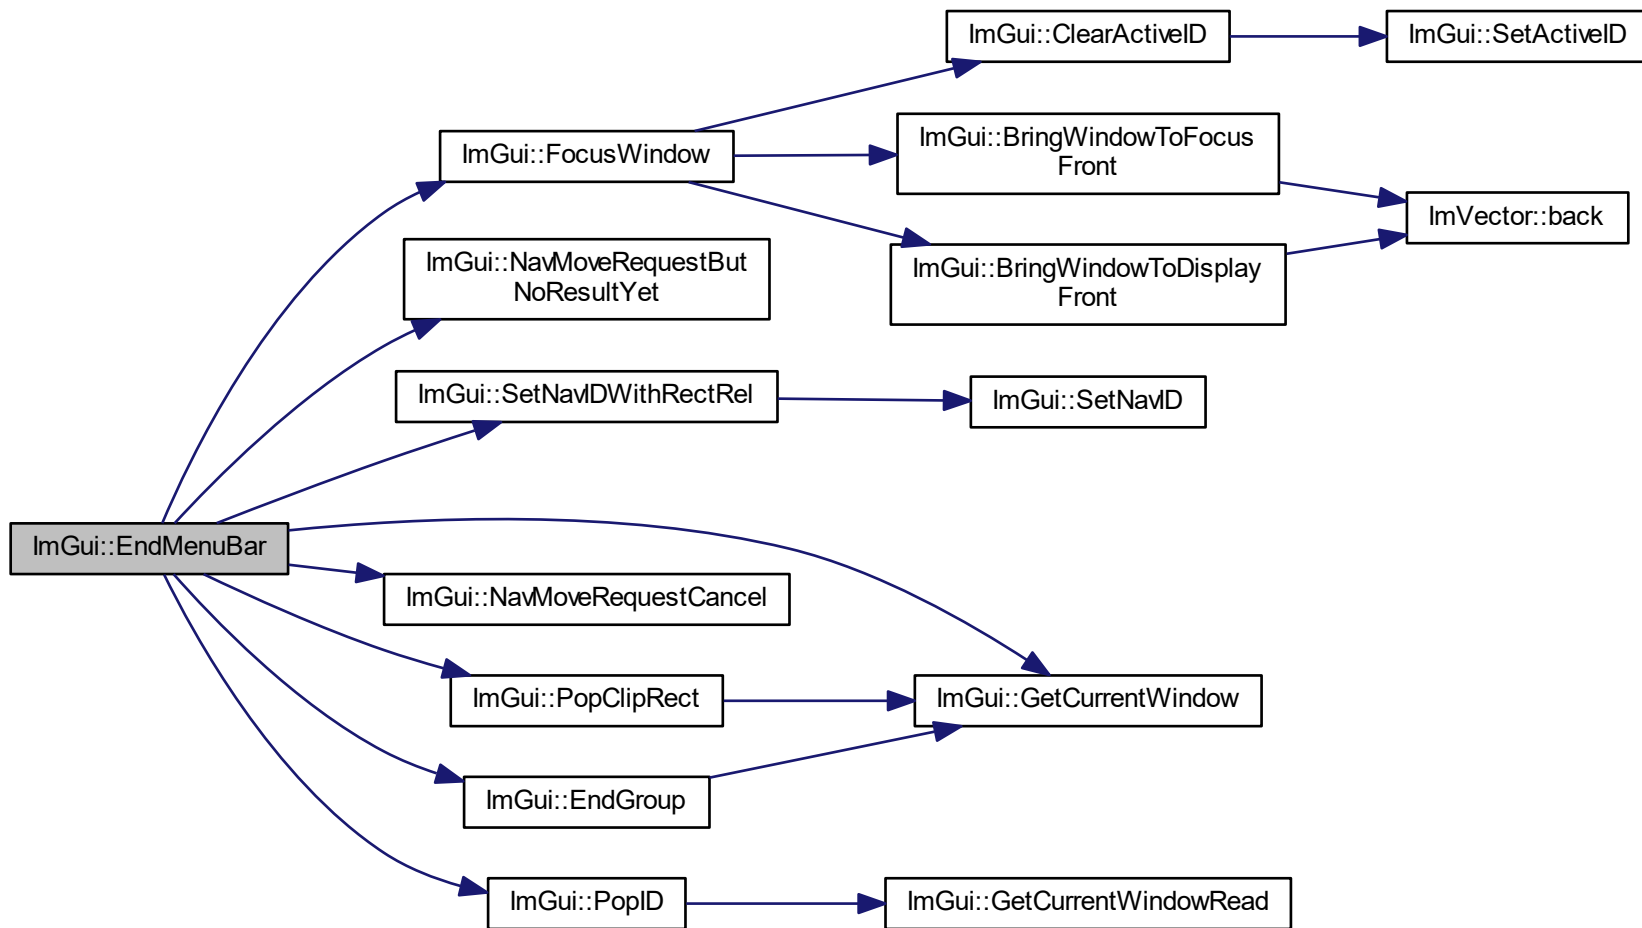 ImGui::ClearActiveID
ImGui::SetActiveID
ImGui::FocusWindow
ImGui::BringWindowToFocus
Front
ImVector::back
ImGui::BringWindowToDisplay
Front
ImGui::NavMoveRequestBut
NoResultYet
ImGui::SetNavIDWithRectRel
ImGui::SetNavID
ImGui::EndMenuBar
ImGui::NavMoveRequestCancel
ImGui::PopClipRect
ImGui::GetCurrentWindow
ImGui::EndGroup
ImGui::PopID
ImGui::GetCurrentWindowRead